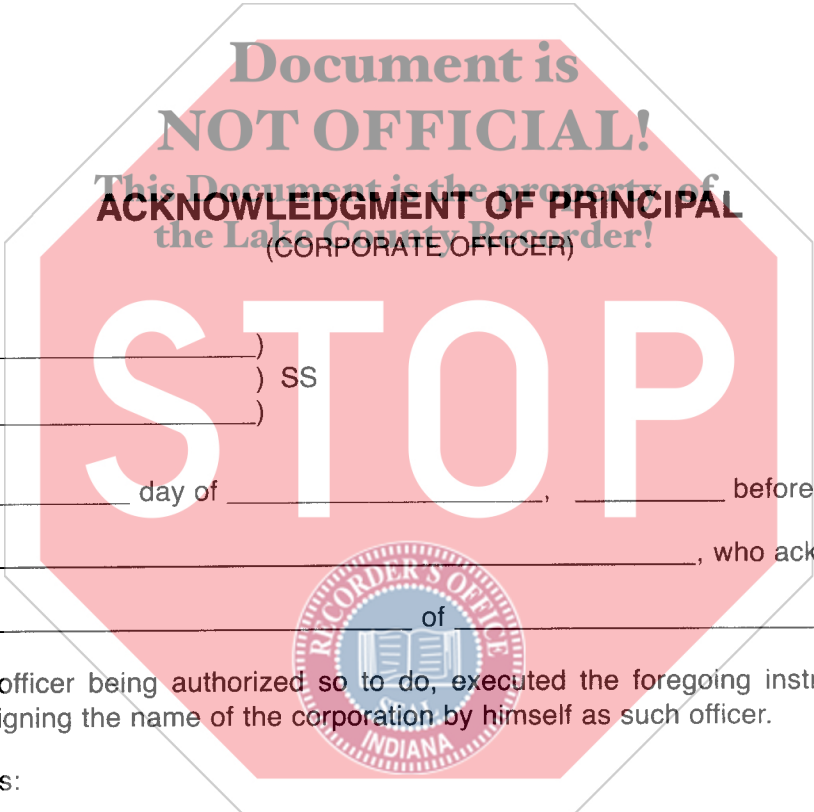 Document is
NOT OFFICIAL!
This Document is the property of
the Lake County Recorder!
ACKNOWLEDGMENT OF PRINCIPAL
(CORPORATE OFFICER)
)
) SS
)
STOP
day of , before
, who ack
of
officer being authorized so to do, executed the foregoing instr
igning the name of the corporation by himself as such officer.
s:
RECORDER'S OFFICE
SEAL
INDIANA